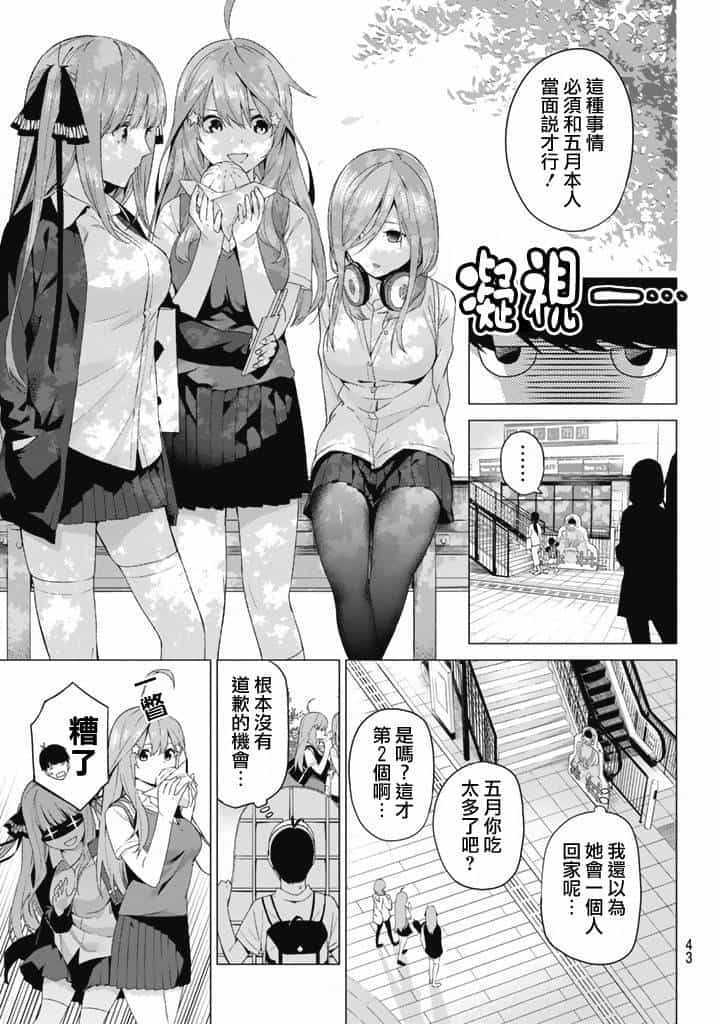 這種事情
必須和五月本人
當面説才行！
凝視ー…
……
我還以為
她會一個人
回家呢…
五月你吃
太多了吧？
是嗎？這才
第2個啊…
根本沒有
道歉的機會…
一瞥
糟了
43